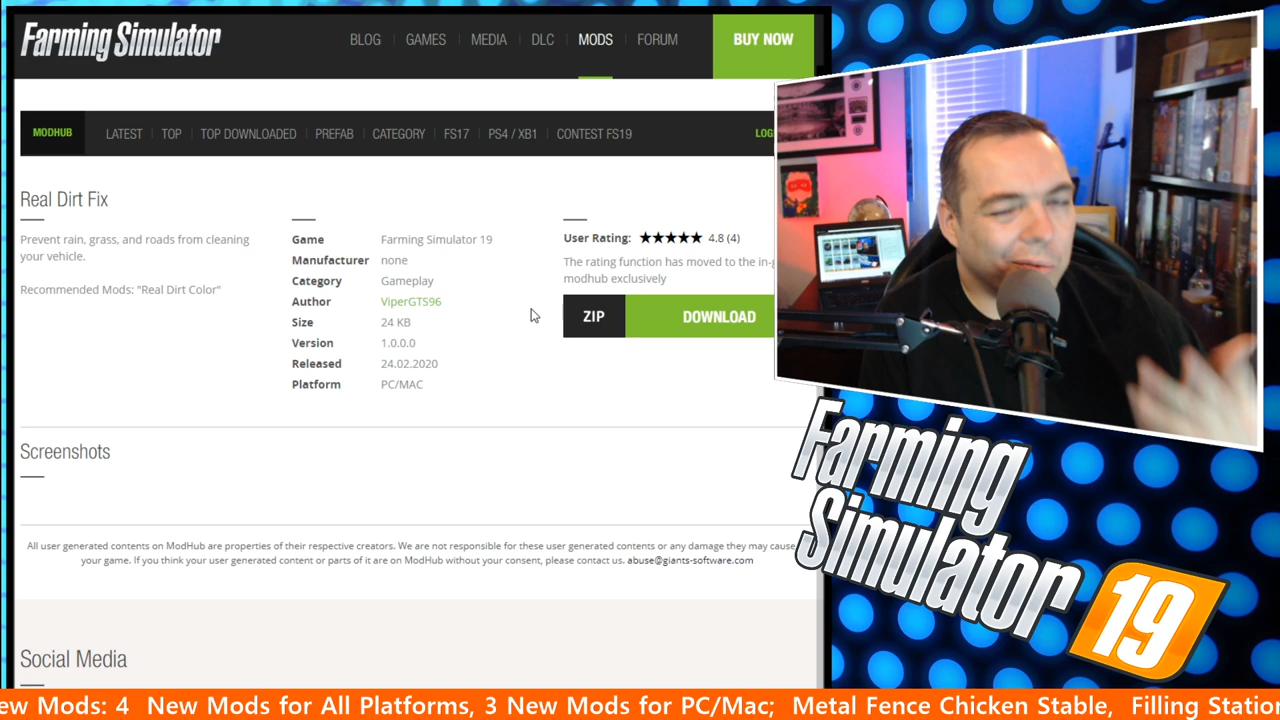 Farming Simulator
BLOG GAMES MEDIA DLC MODS FORUM BUY NOW
MODHUB LATEST TOP TOP DOWNLOADED PREFAB CATEGORY FS17 PS4 / XB1 CONTEST FS19
Real Dirt Fix
Prevent rain, grass, and roads from cleaning
your vehicle.
Recommended Mods: "Real Dirt Color"
Game Farming Simulator 19
Manufacturer none
Category Gameplay
Author ViperGTS96
Size 24 KB
Version 1.0.0.0
Released 24.02.2020
Platform PC/MAC
User Rating: ★★★★★ 4.8 (4)
The rating function has moved to the
modhub exclusively
ZIP DOWNLOAD
Screenshots
All user generated contents on ModHub are properties of their respective creators. We are not responsible for these user generated contents or any damage they may cause
your game. If you think your user generated content or parts of it are on ModHub without your consent, please contact us. abuse@giants-software.com
Social Media
Farming
Simulator
19
Mods: 4 New Mods for All Platforms, 3 New Mods for PC/Mac; Metal Fence Chicken Stable, Filling